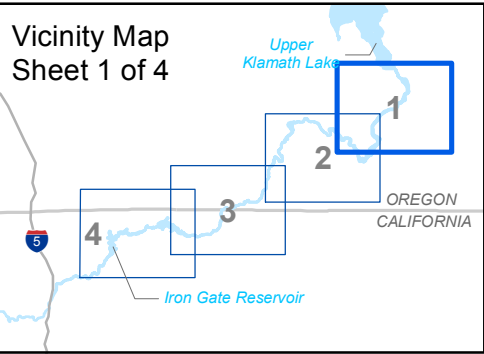 Vicinity Map
Sheet 1 of 4
Upper
Klamath Lake
1
2
OREGON
3
CALIFORNIA
4
5
Iron Gate Reservoir